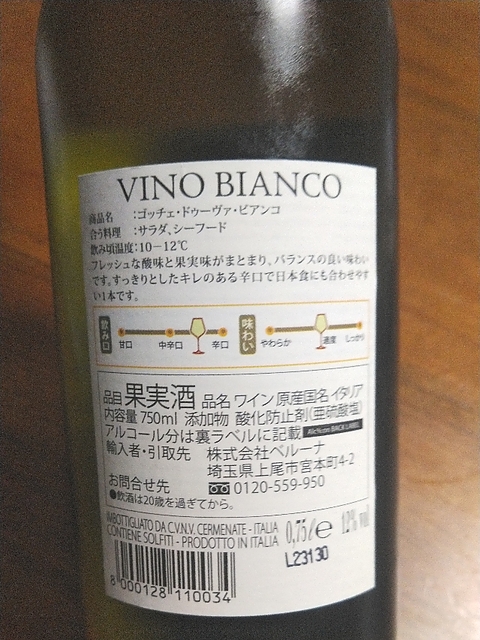 VINO BIANCO
商品名　：ゴッチェ・ドゥーヴァ・ビアンコ
合う料理　：サラダ、シーフード
飲み頃温度：10－12℃
フレッシュな酸味と果実味がまとまり、バランスの良い味わい
です。すっきりとしたキレのある辛口で日本食にも合わせやす
い1本です。
飲み口 甘口 中辛口 辛口 味わい やわらか 適度 しっかり
品目 果実酒 品名 ワイン 原産国名 イタリア
内容量 750ml 添加物 酸化防止剤(亜硫酸塩)
アルコール分は裏ラベルに記載 Alc% on BACK LABEL
輸入者・引取先 株式会社ベルーナ
埼玉県上尾市宮本町4-2
お問合せ先 0120-559-950
●飲酒は20歳を過ぎてから。
IMBOTTIGLIATO DA C.V.N.V. CERMENATE - ITALIA
CONTIENE SOLFITI - PRODOTTO IN ITALIA
0,75ℓ e 12% vol
L23130
8 000128 110034